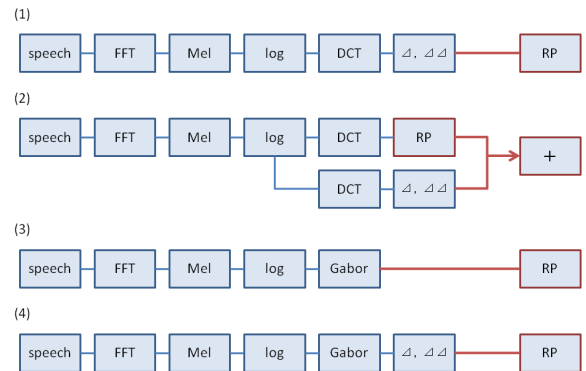 (1)
speech FFT Mel log DCT ⊿, ⊿⊿ RP
(2)
speech FFT Mel log DCT RP
+
DCT ⊿, ⊿⊿
(3)
speech FFT Mel log Gabor RP
(4)
speech FFT Mel log Gabor ⊿, ⊿⊿ RP